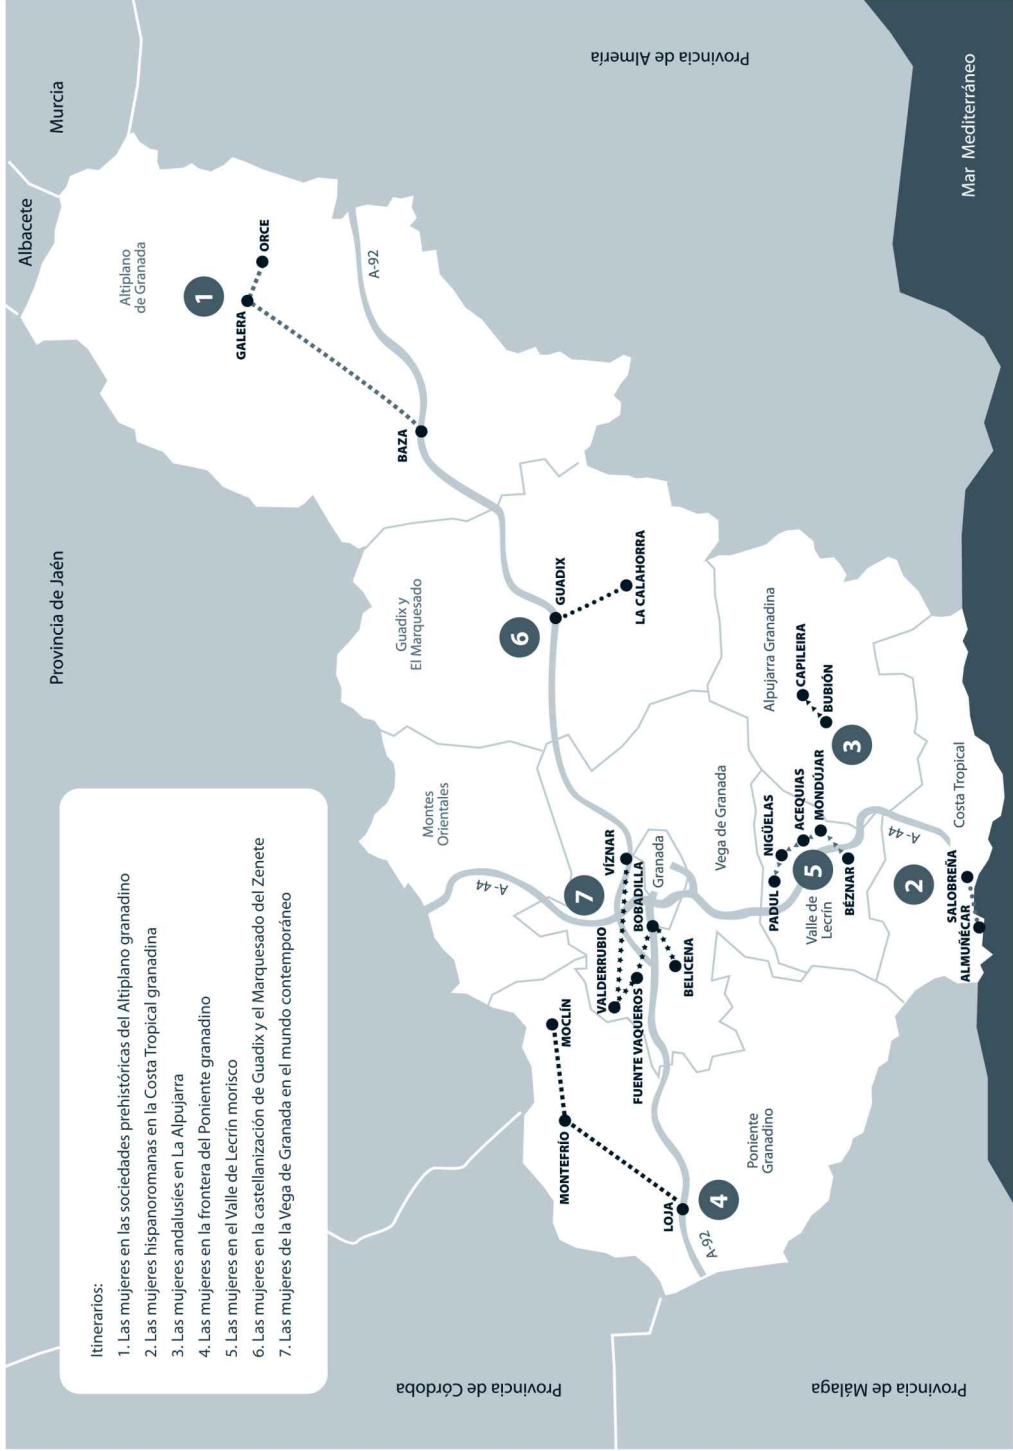 Itinerarios:
1. Las mujeres en las sociedades prehistóricas del Altiplano granadino
2. Las mujeres hispanoromanas en la Costa Tropical granadina
3. Las mujeres andalusíes en La Alpujarra
4. Las mujeres en la frontera del Poniente granadino
5. Las mujeres en el Valle de Lecrín morisco
6. Las mujeres en la castellanización de Guadix y el Marquesado del Zenete
7. Las mujeres de la Vega de Granada en el mundo contemporáneo
Provincia de Jaén
Albacete
Murcia
Provincia de Almería
Mar Mediterráneo
Provincia de Córdoba
Provincia de Málaga
Altiplano
de Granada
1
GALERA
ORCE
BAZA
A-92
Guadix y
El Marquesado
6
GUADIX
LA CALAHORRA
Montes
Orientales
A-44
7
VÍZNAR
BOBADILLA
Granada
VALDERRUBIO
FUENTE VAQUEROS
BELICENA
Vega de Granada
MOCLÍN
MONTEFRÍO
LOJA
4
A-92
Poniente
Granadino
Alpujarra Granadina
CAPILEIRA
BUBIÓN
3
NIGÜELAS
ACEQUIAS
MONDÚJAR
PADUL
5
Valle de
Lecrín
BÉZNAR
A-44
2
Costa Tropical
SALOBREÑA
ALMUÑÉCAR